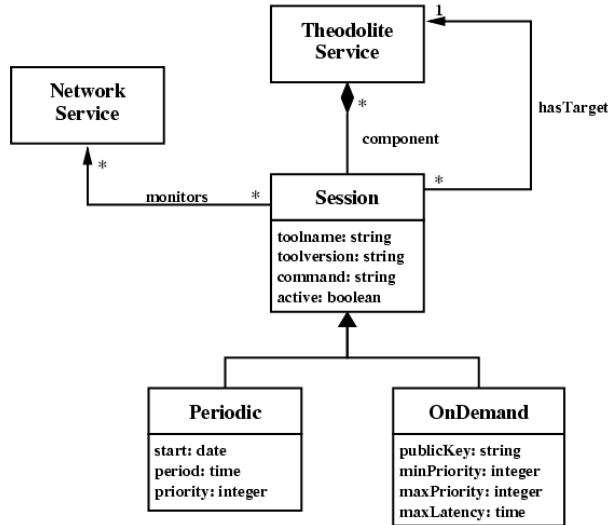 Theodolite
Service
1
Network
Service
*
hasTarget
component
*
*
monitors
*
Session
toolname: string
toolversion: string
command: string
active: boolean
Periodic
start: date
period: time
priority: integer
OnDemand
publicKey: string
minPriority: integer
maxPriority: integer
maxLatency: time